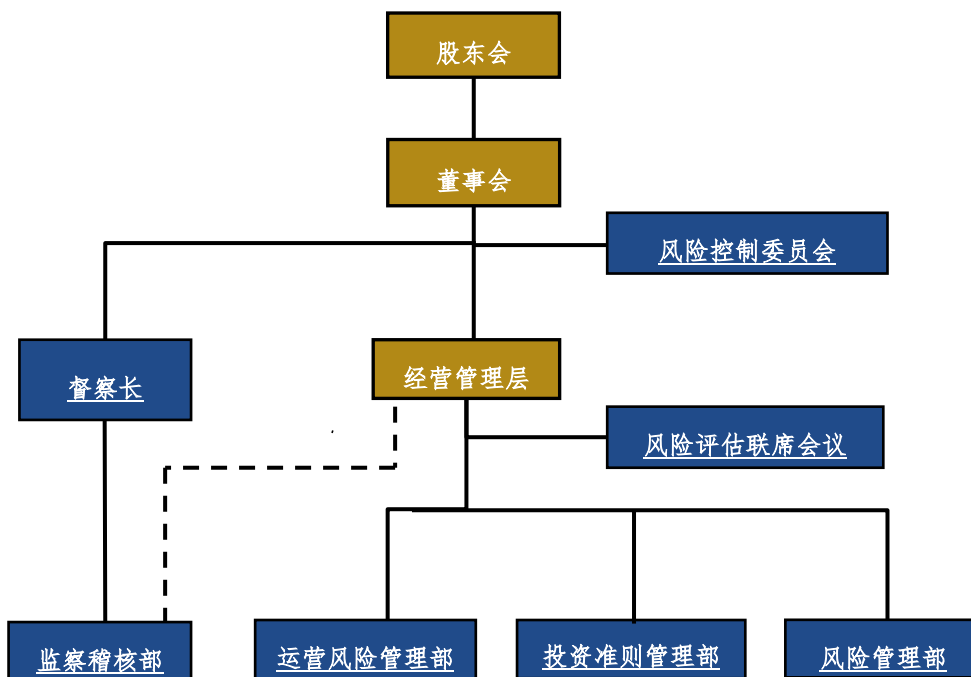 股东会
董事会
风险控制委员会
督察长
经营管理层
风险评估联席会议
监察稽核部
运营风险管理部
投资准则管理部
风险管理部